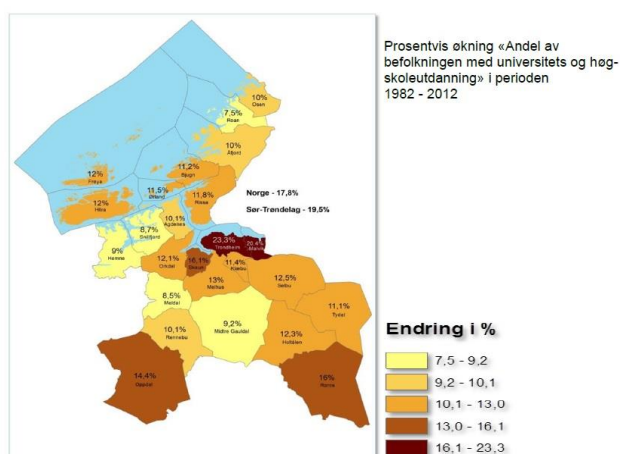 Prosentvis økning «Andel av
befolkningen med universitets og høg-
skoleutdanning» i perioden
1982 - 2012
10%
Osen
7,5%
Roan
10%
Åfjord
11,2%
Bjugn
12%
Frøya
11,5%
Ørland
11,8%
Rissa
Norge - 17,8%
12%
Hitra
Sør-Trøndelag - 19,5%
10,1%
Agdenes
8,7%
Snillfjord
23,3%
Trondheim
20,4%
Malvik
9%
Hemne
12,1%
Orkdal
16,1%
Skaun
11,4%
Klæbu
13%
Melhus
12,5%
Selbu
8,5%
Meldal
11,1%
Tydal
9,2%
Midtre Gauldal
10,1%
Rennebu
12,3%
Holtålen
14,4%
Oppdal
16%
Røros
Endring i %
7,5 - 9,2
9,2 - 10,1
10,1 - 13,0
13,0 - 16,1
16,1 - 23,3